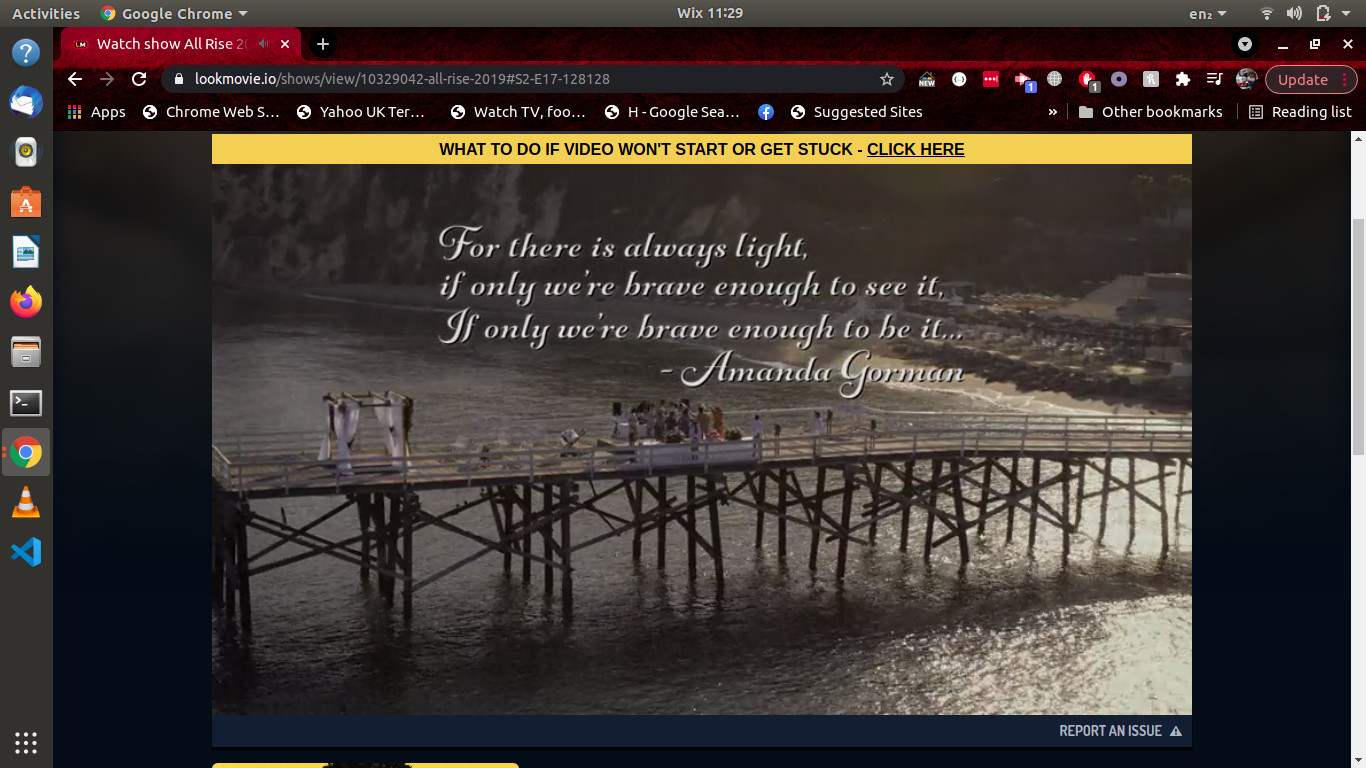 Activities
Google Chrome
Wix 11:29
en₂
Watch show All Rise 20
lookmovie.io/shows/view/10329042-all-rise-2019#S2-E17-128128
NEW
1
1
Update
Apps
Chrome Web S…
Yahoo UK Ter…
Watch TV, foo…
H - Google Sea…
Suggested Sites
»
Other bookmarks
Reading list
WHAT TO DO IF VIDEO WON'T START OR GET STUCK - CLICK HERE
For there is always light,
if only we're brave enough to see it,
If only we're brave enough to be it...
- Amanda Gorman
REPORT AN ISSUE